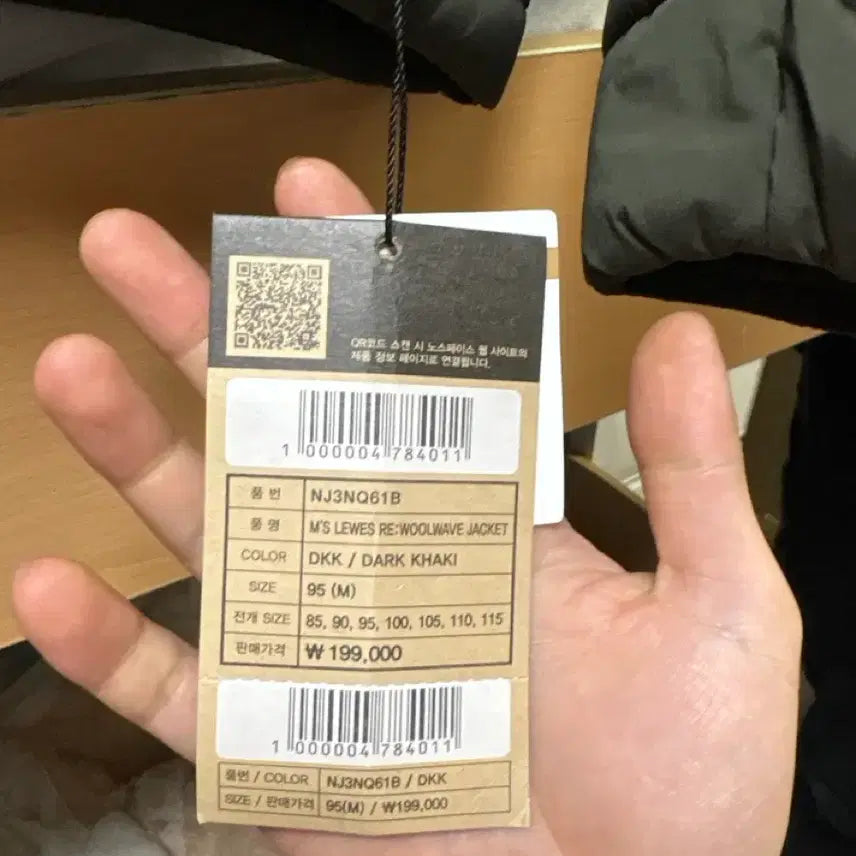 QR코드 스캔 시 노스페이스 웹 사이트의
제품 정보 페이지로 연결됩니다.
1 000004 784011
품 번 NJ3NQ61B
품 명 M'S LEWES RE:WOOLWAVE JACKET
COLOR DKK / DARK KHAKI
SIZE 95 (M)
전개 SIZE 85, 90, 95, 100, 105, 110, 115
판매가격 ₩ 199,000
1 000004 784011
품번 / COLOR NJ3NQ61B / DKK
SIZE / 판매가격 95(M) / ₩199,000